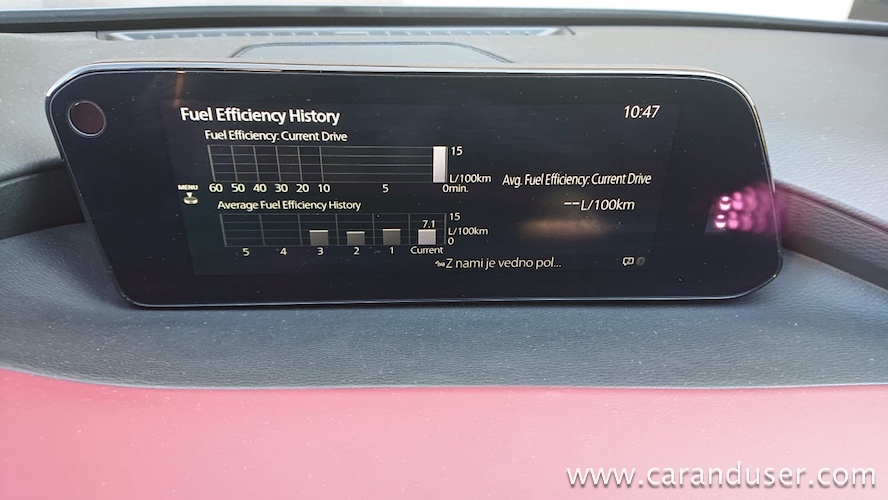 Fuel Efficiency History
10:47
Fuel Efficiency: Current Drive
15
L/100km
60 50 40 30 20 10 5 0min.
Avg. Fuel Efficiency: Current Drive
--L/100km
MENU
Average Fuel Efficiency History
15
7.1
L/100km
0
5 4 3 2 1 Current
Z nami je vedno pol...
www.caranduser.com